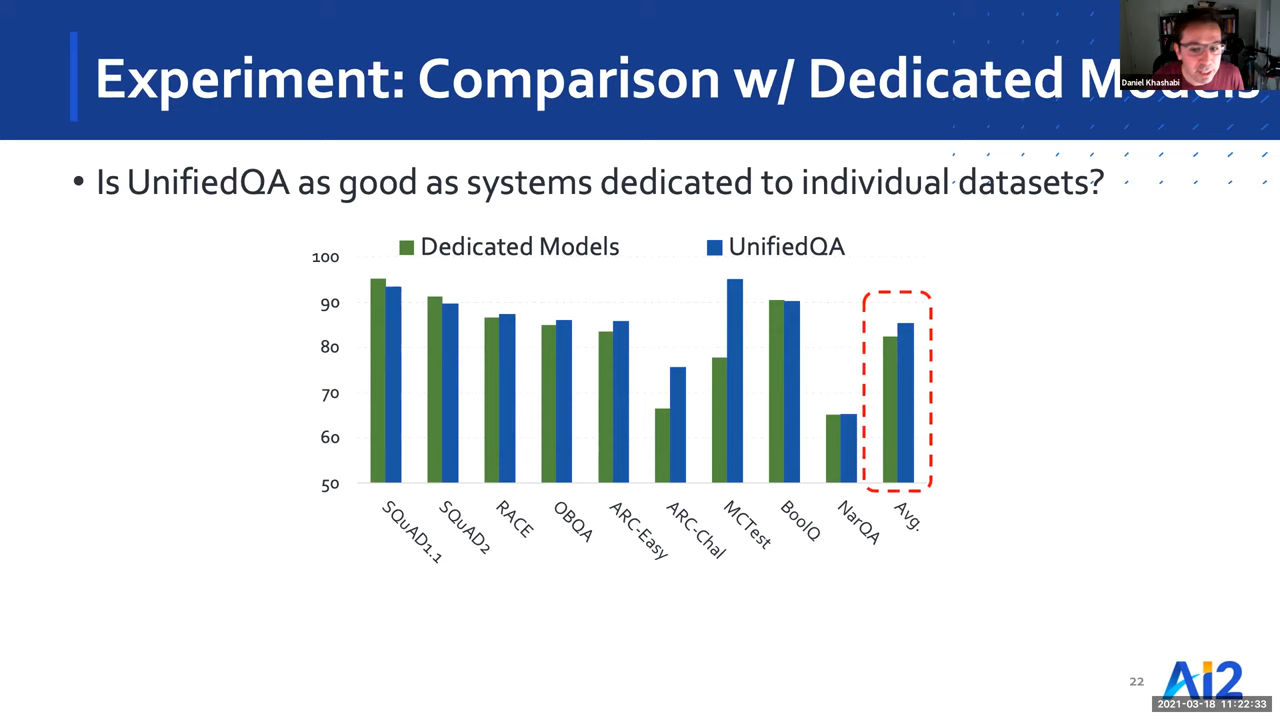 Experiment: Comparison w/ Dedicated Models
Daniel Khashabi
• Is UnifiedQA as good as systems dedicated to individual datasets?
Dedicated Models
UnifiedQA
100
90
80
70
60
50
SQuAD1.1
SQuAD2
RACE
OBQA
ARC-Easy
ARC-Chal
MCTest
BoolQ
NarQA
Avg.
22
AI2
2021-03-18 11:22:33